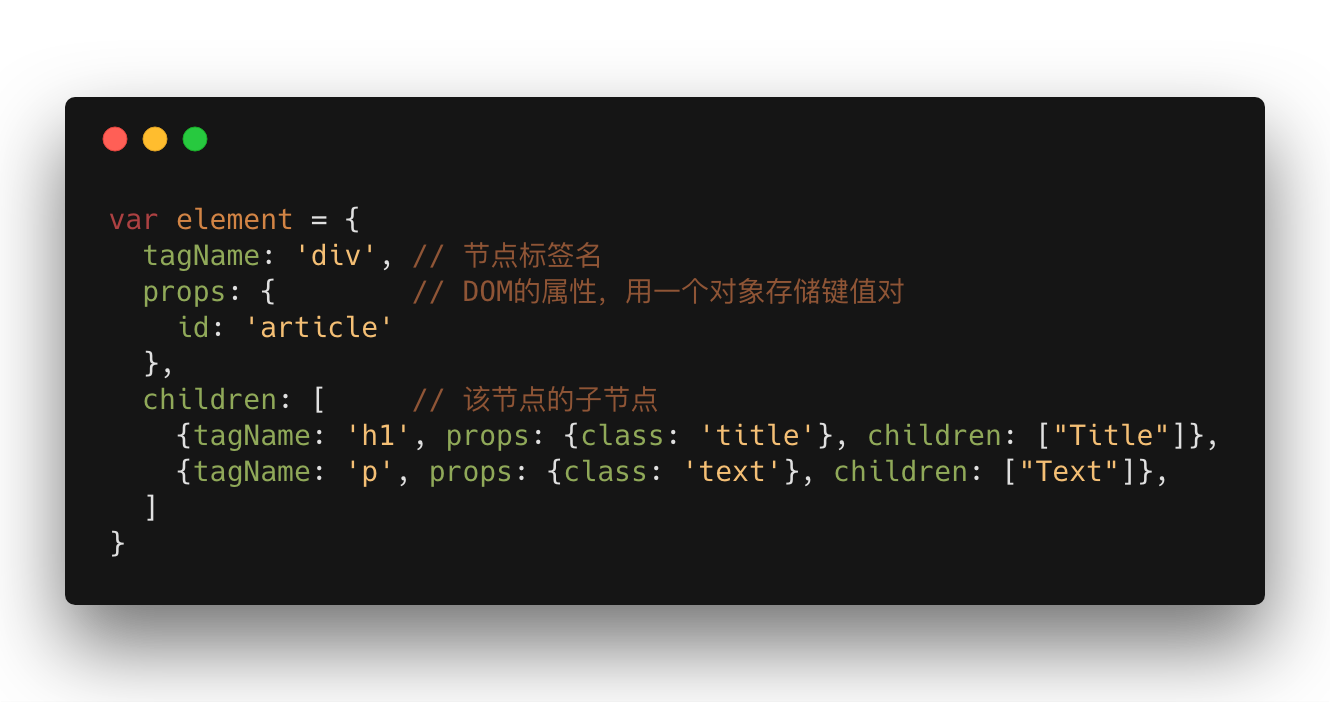 var element = {
  tagName: 'div', // 节点标签名
  props: {        // DOM的属性，用一个对象存储键值对
    id: 'article'
  },
  children: [     // 该节点的子节点
    {tagName: 'h1', props: {class: 'title'}, children: ["Title"]},
    {tagName: 'p', props: {class: 'text'}, children: ["Text"]},
  ]
}